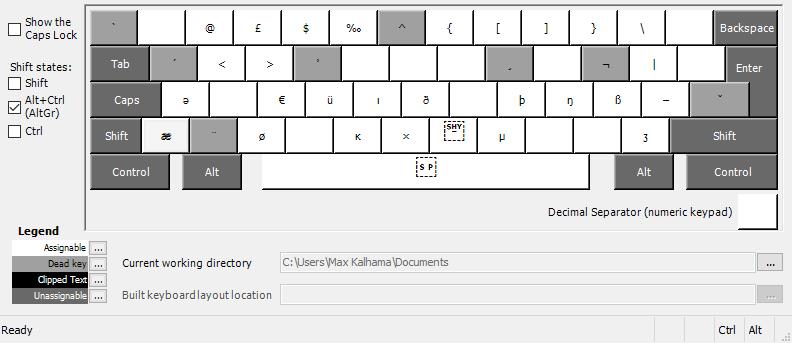 Show the
Caps Lock
Shift states:
Shift
Alt+Ctrl
(AltGr)
Ctrl
` @ £ $ ‰ ^ { [ ] } \ Backspace
Tab ´ < > ° ¸ ¬ | Enter
Caps ə € ü ı ð þ ŋ ß – ˇ
Shift æ ¨ ø ĸ × SHY µ ʒ Shift
Control Alt SP Alt Control
Decimal Separator (numeric keypad)
Legend
Assignable ...
Dead key ...
Clipped Text ...
Unassignable ...
Current working directory C:\Users\Max Kalhama\Documents ...
Built keyboard layout location ...
Ready Ctrl Alt